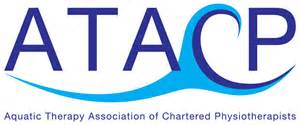 ATACP
Aquatic Therapy Association of Chartered Physiotherapists